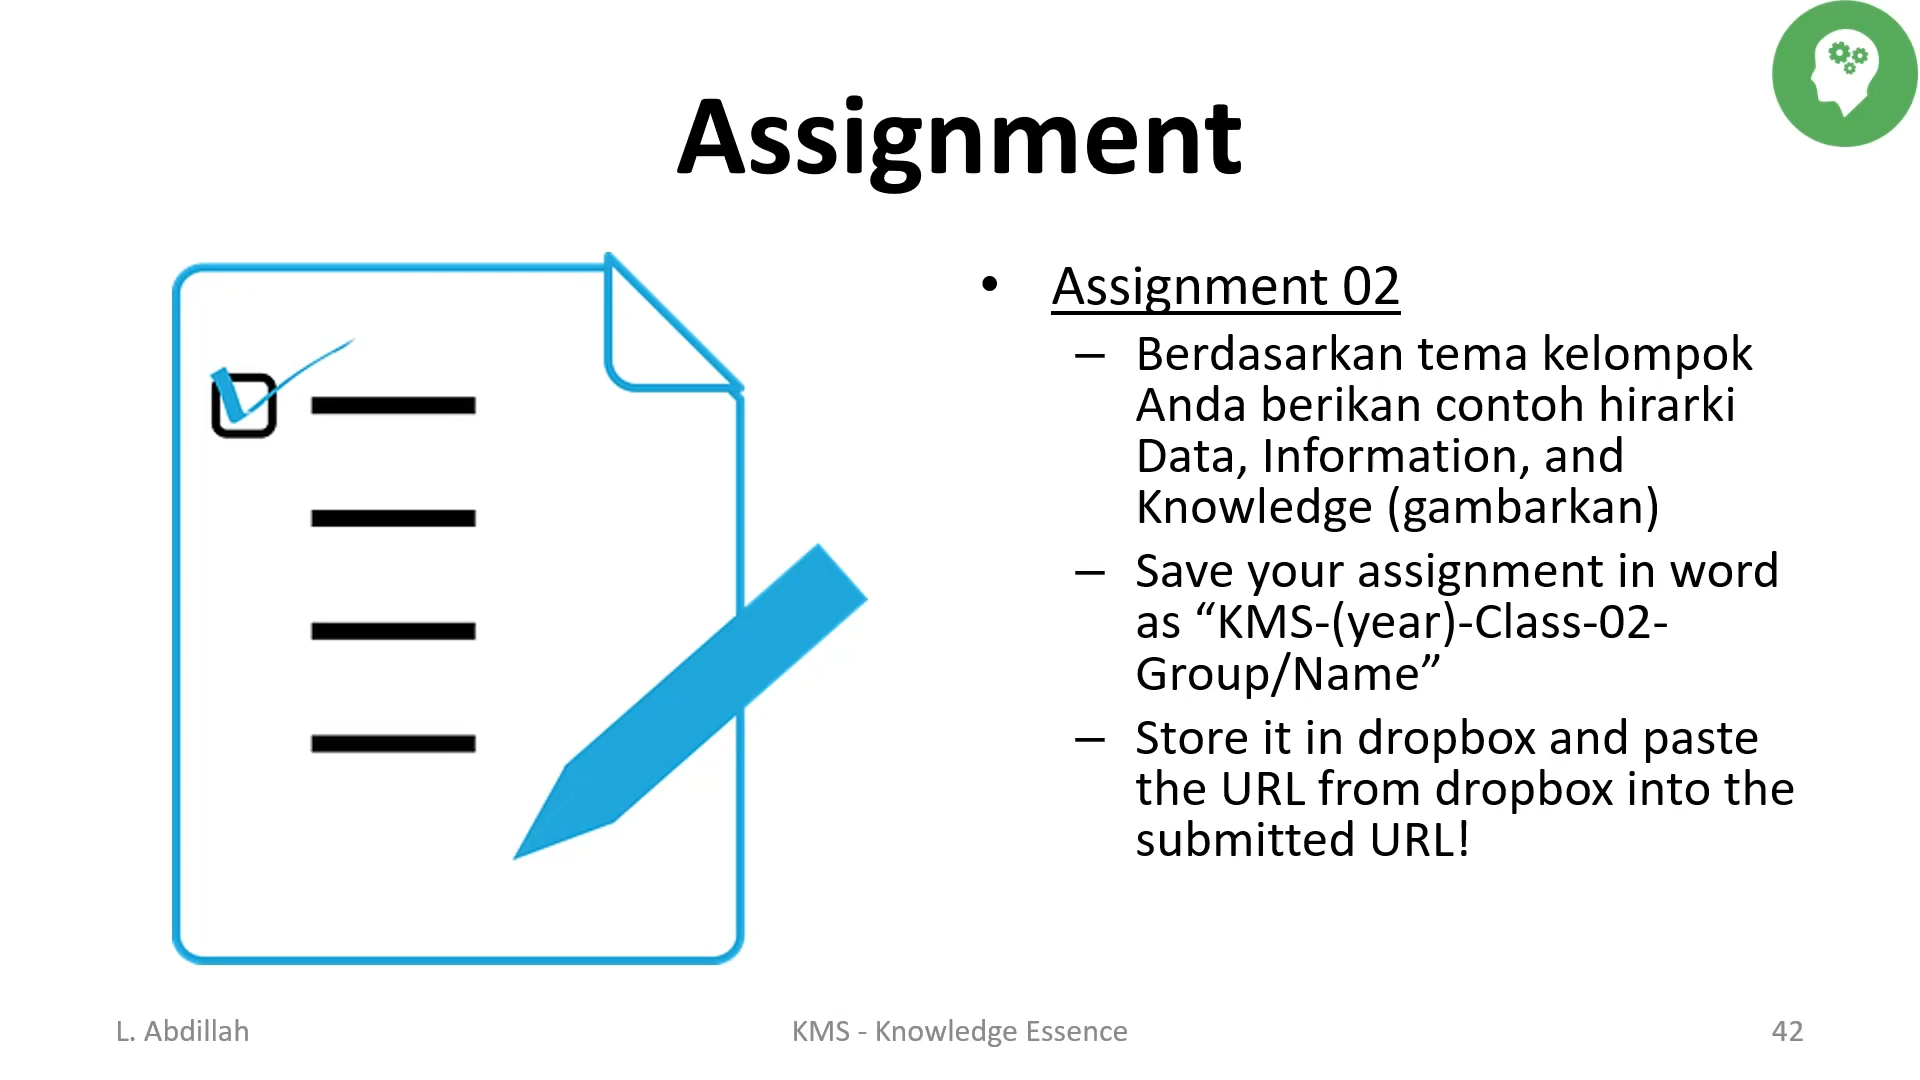 Assignment
• Assignment 02
– Berdasarkan tema kelompok
Anda berikan contoh hirarki
Data, Information, and
Knowledge (gambarkan)
– Save your assignment in word
as “KMS-(year)-Class-02-
Group/Name”
– Store it in dropbox and paste
the URL from dropbox into the
submitted URL!
L. Abdillah
KMS - Knowledge Essence
42